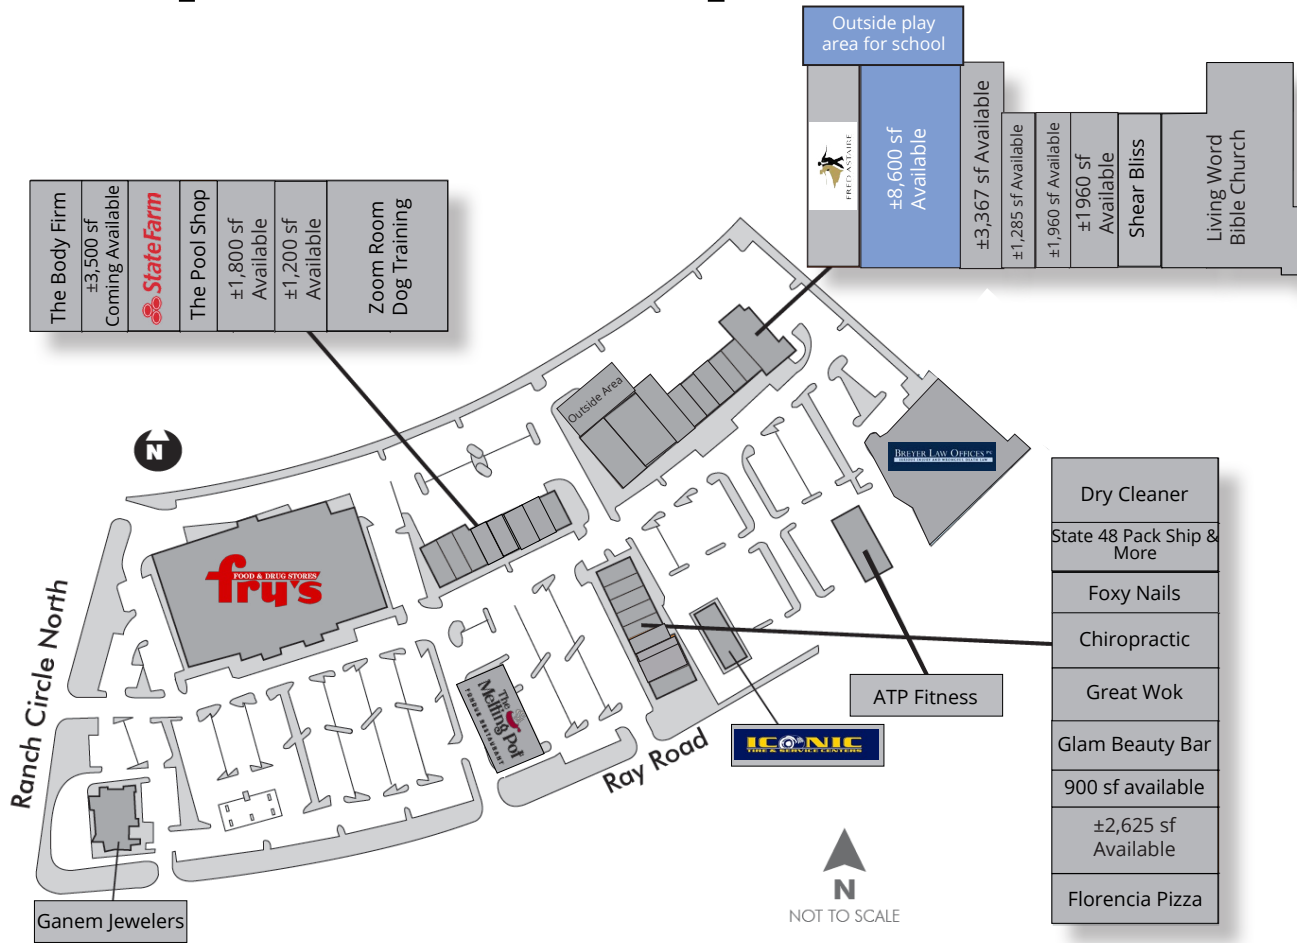 Outside play
area for school
FRED ASTAIRE
±8,600 sf
Available
±3,367 sf Available
±1,285 sf Available
±1,960 sf Available
±1960 sf
Available
Shear Bliss
Living Word
Bible Church
The Body Firm
±3,500 sf
Coming Available
StateFarm
The Pool Shop
±1,800 sf
Available
±1,200 sf
Available
Zoom Room
Dog Training
Outside Area
N
BREYER LAW OFFICES P.C.
fry's
FOOD & DRUG STORES
Dry Cleaner
State 48 Pack Ship &
More
Foxy Nails
Chiropractic
Great Wok
Glam Beauty Bar
900 sf available
±2,625 sf
Available
Florencia Pizza
ATP Fitness
The
Melting Pot
FONDUE RESTAURANT
ICONIC
TIRE & SERVICE CENTERS
Ray Road
Ranch Circle North
Ganem Jewelers
N
NOT TO SCALE